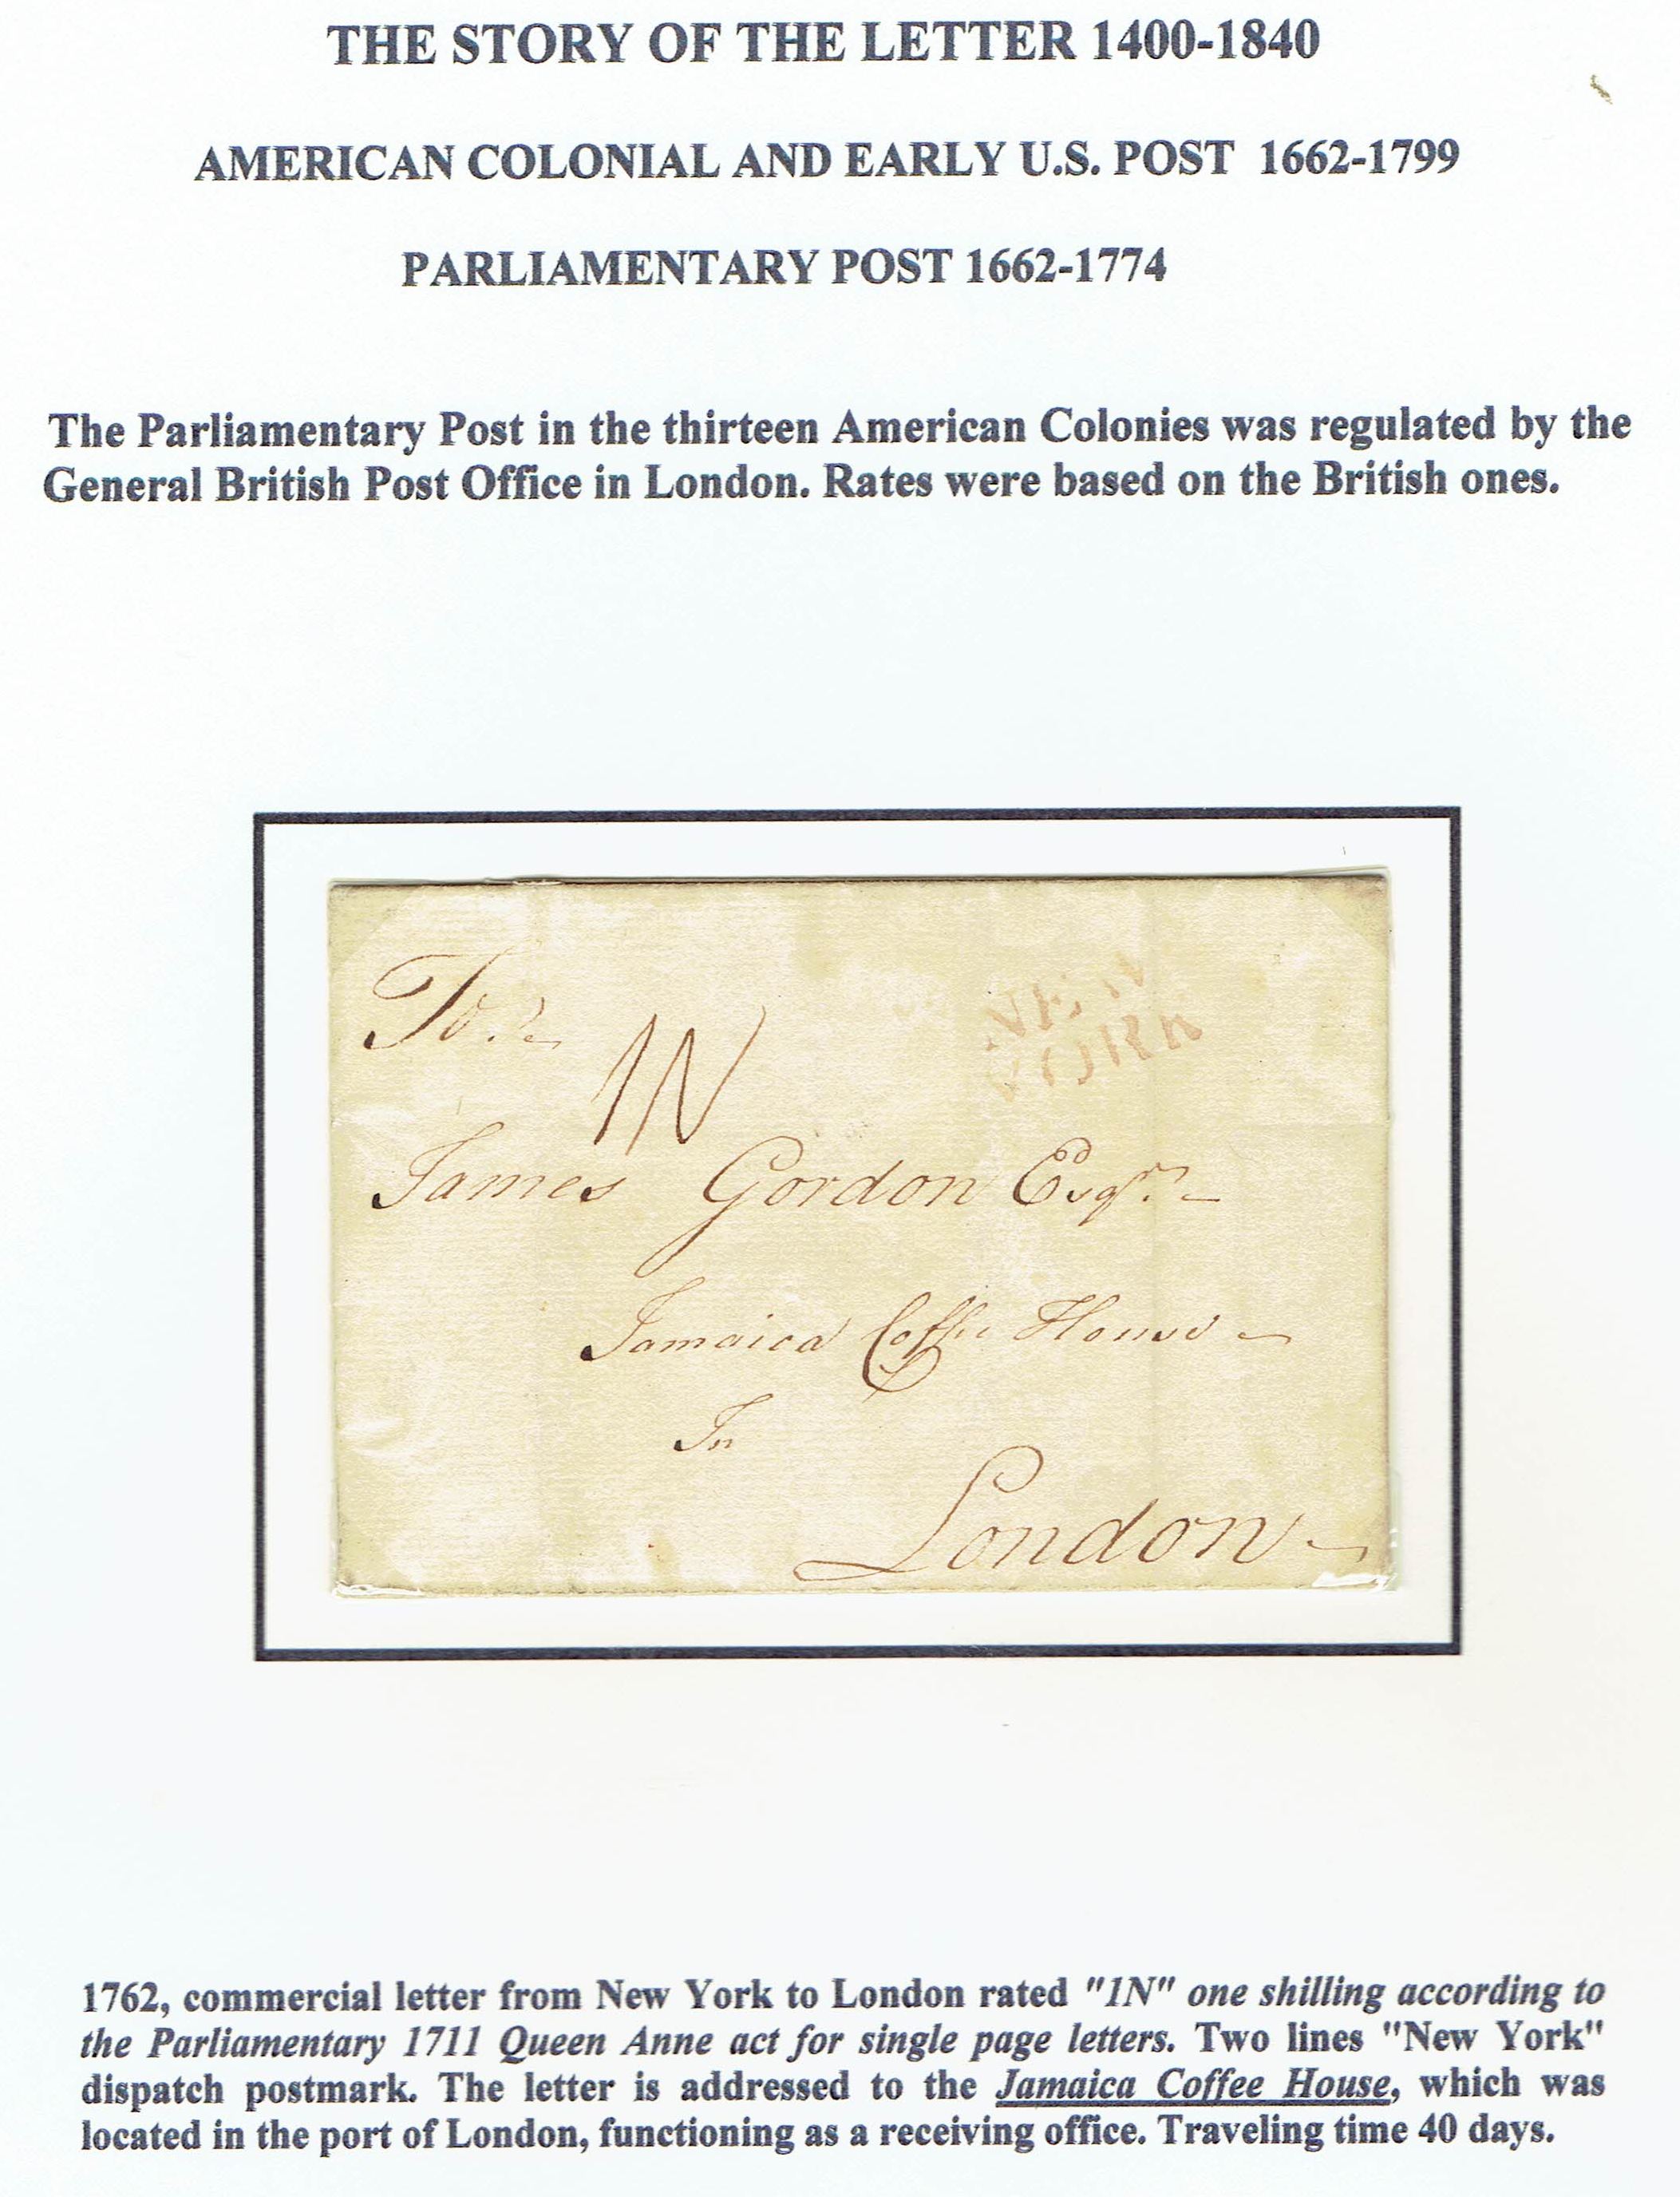 THE STORY OF THE LETTER 1400-1840
AMERICAN COLONIAL AND EARLY U.S. POST 1662-1799
PARLIAMENTARY POST 1662-1774
The Parliamentary Post in the thirteen American Colonies was regulated by the
General British Post Office in London. Rates were based on the British ones.
To
NEW
YORK
1N
James Gordon Esqr.
Jamaica Coffee House
In
London
1762, commercial letter from New York to London rated "1N" one shilling according to
the Parliamentary 1711 Queen Anne act for single page letters. Two lines "New York"
dispatch postmark. The letter is addressed to the Jamaica Coffee House, which was
located in the port of London, functioning as a receiving office. Traveling time 40 days.